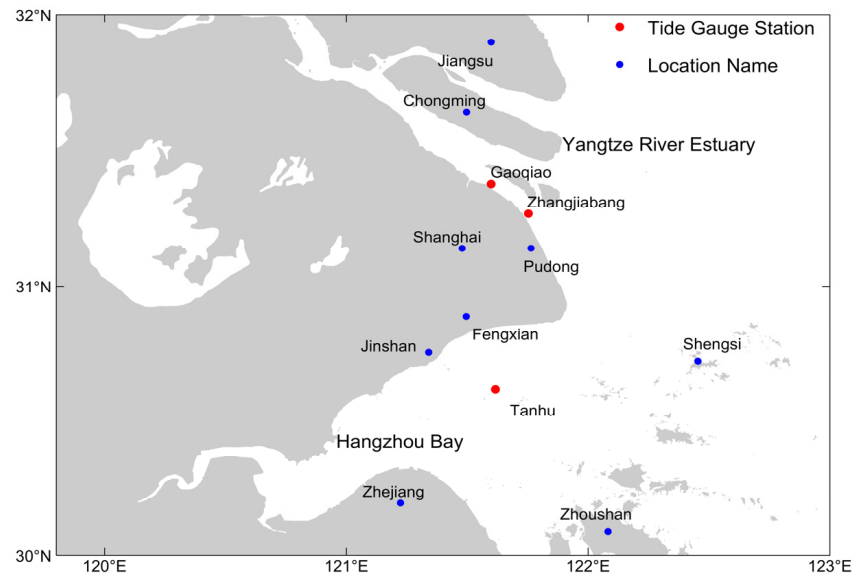 32°N
Tide Gauge Station
Jiangsu
Location Name
Chongming
Yangtze River Estuary
Gaoqiao
Zhangjiabang
Shanghai
Pudong
31°N
Fengxian
Jinshan
Shengsi
Tanhu
Hangzhou Bay
Zhejiang
Zhoushan
30°N
120°E
121°E
122°E
123°E